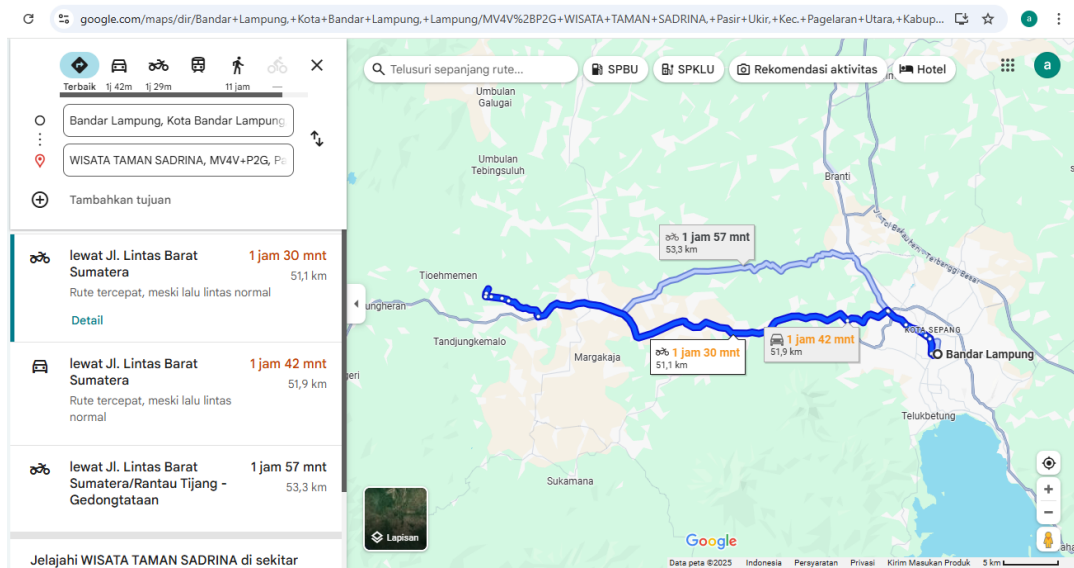 google.com/maps/dir/Bandar+Lampung,+Kota+Bandar+Lampung,+Lampung/MV4V%2BP2G+WISATA+TAMAN+SADRINA,+Pasir+Ukir,+Kec.+Pagelaran+Utara,+Kabup...
a
Terbaik 1j 42m 1j 29m 11 jam —
Bandar Lampung, Kota Bandar Lampung
WISATA TAMAN SADRINA, MV4V+P2G, Pa
Tambahkan tujuan
lewat Jl. Lintas Barat Sumatera 1 jam 30 mnt
51,1 km
Rute tercepat, meski lalu lintas normal
Detail
lewat Jl. Lintas Barat Sumatera 1 jam 42 mnt
51,9 km
Rute tercepat, meski lalu lintas
normal
lewat Jl. Lintas Barat 1 jam 57 mnt
Sumatera/Rantau Tijang - 53,3 km
Gedongtataan
Jelajahi WISATA TAMAN SADRINA di sekitar
Telusuri sepanjang rute...
SPBU
SPKLU
Rekomendasi aktivitas
Hotel
a
Umbulan
Galugai
Umbulan
Tebingsuluh
Branti
1 jam 57 mnt
53,3 km
Tioehmemen
ungheran
Tandjungkemalo
Margakaja
1 jam 30 mnt
51,1 km
1 jam 42 mnt
51,9 km
KOTA SEPANG
Bandar Lampung
Telukbetung
Sukamana
Lapisan
Google
Data peta ©2025 Indonesia Persyaratan Privasi Kirim Masukan Produk 5 km